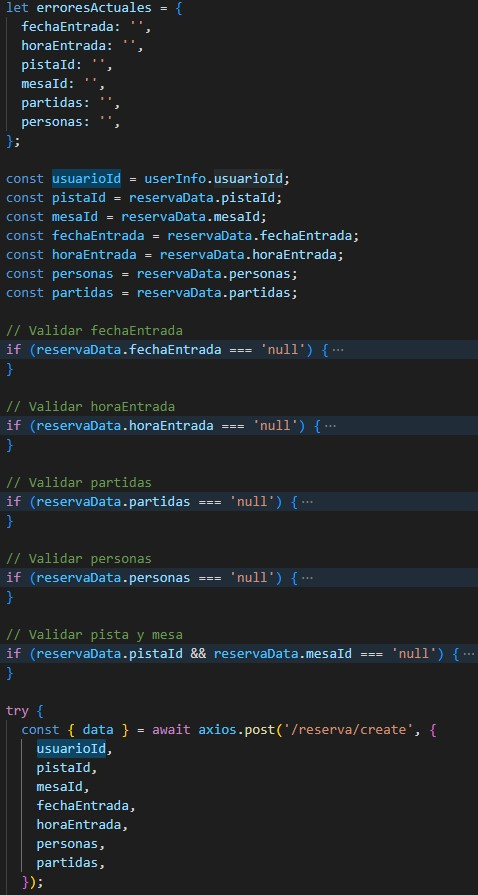 let erroresActuales = {
  fechaEntrada: '',
  horaEntrada: '',
  pistaId: '',
  mesaId: '',
  partidas: '',
  personas: '',
};
const usuarioId = userInfo.usuarioId;
const pistaId = reservaData.pistaId;
const mesaId = reservaData.mesaId;
const fechaEntrada = reservaData.fechaEntrada;
const horaEntrada = reservaData.horaEntrada;
const personas = reservaData.personas;
const partidas = reservaData.partidas;
// Validar fechaEntrada
if (reservaData.fechaEntrada === 'null') {⋯
}
// Validar horaEntrada
if (reservaData.horaEntrada === 'null') {⋯
}
// Validar partidas
if (reservaData.partidas === 'null') {⋯
}
// Validar personas
if (reservaData.personas === 'null') {⋯
}
// Validar pista y mesa
if (reservaData.pistaId && reservaData.mesaId === 'null') {⋯
}
try {
  const { data } = await axios.post('/reserva/create', {
    usuarioId,
    pistaId,
    mesaId,
    fechaEntrada,
    horaEntrada,
    personas,
    partidas,
  });